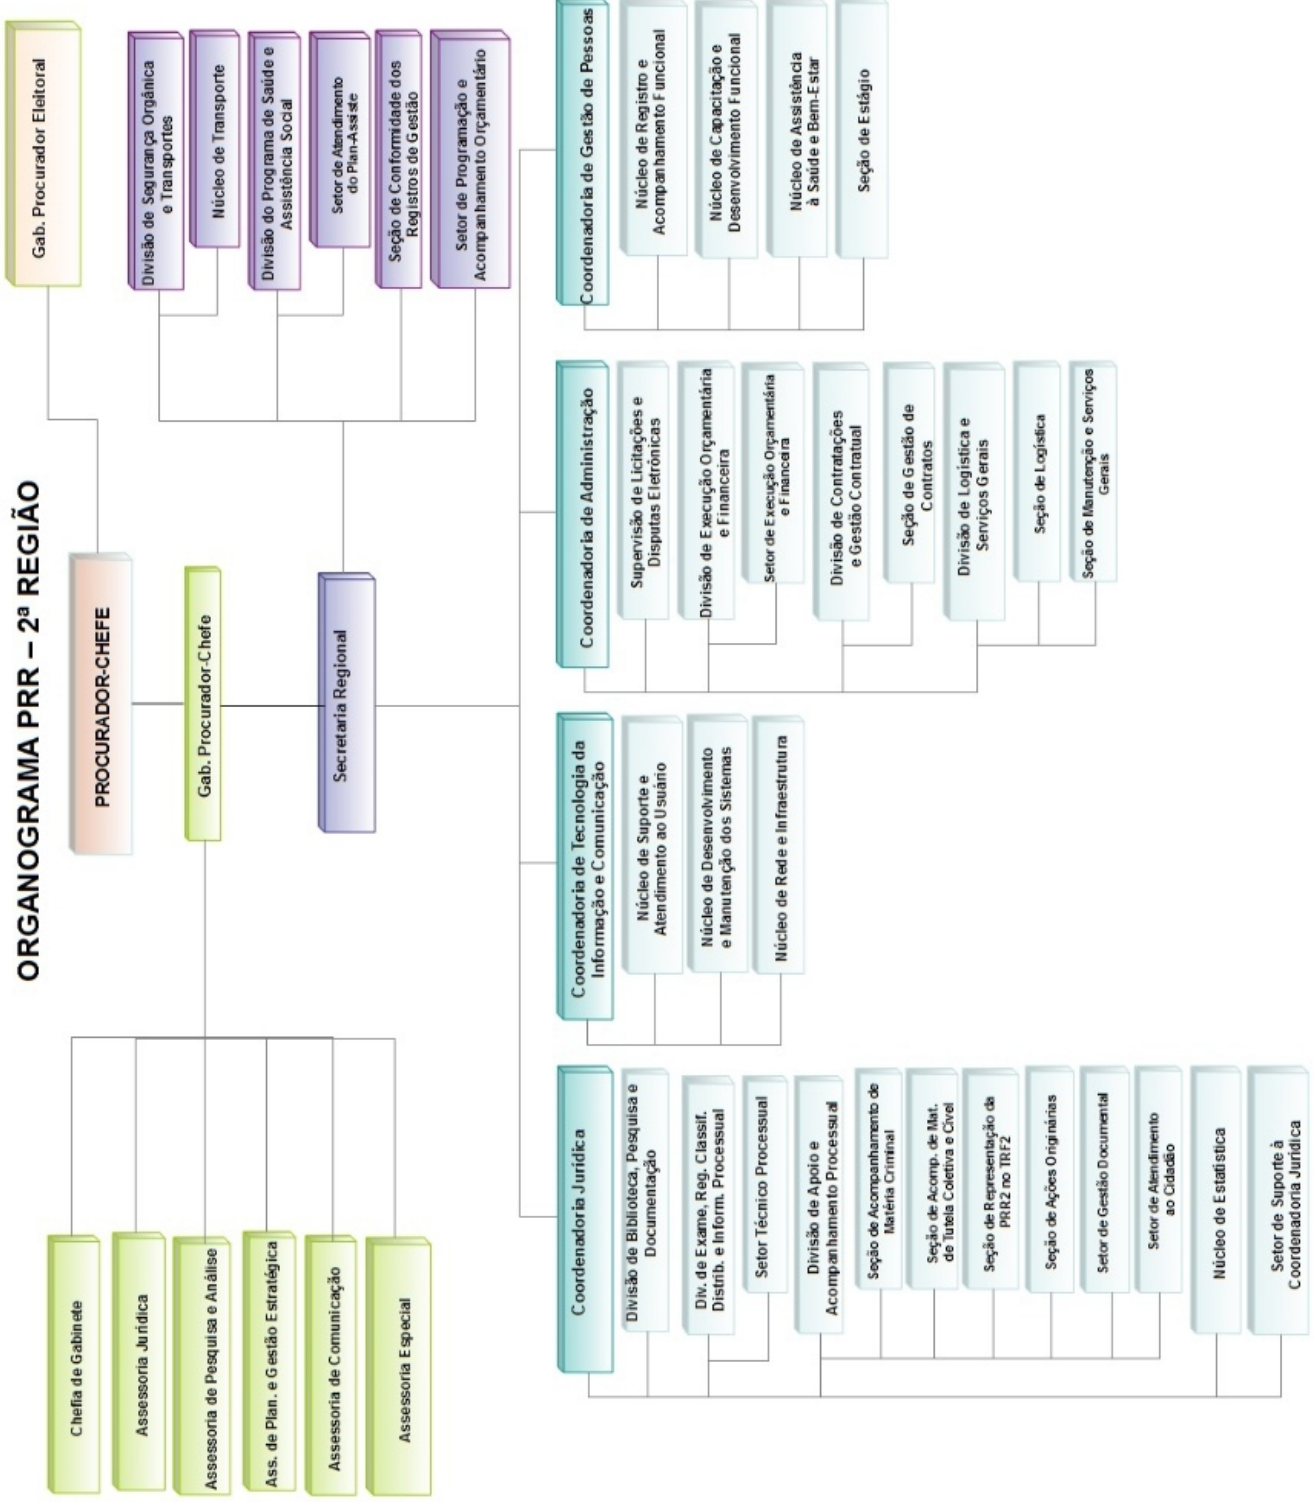 ORGANOGRAMA PRR – 2ª REGIÃO
PROCURADOR-CHEFE
Gab. Procurador Eleitoral
Gab. Procurador-Chefe
Chefia de Gabinete
Assessoria Jurídica
Assessoria de Pesquisa e Análise
Ass. de Plan. e Gestão Estratégica
Assessoria de Comunicação
Assessoria Especial
Secretaria Regional
Divisão de Segurança Orgânica
e Transportes
Núcleo de Transporte
Divisão do Programa de Saúde e
Assistência Social
Setor de Atendimento
do Plan-Assiste
Seção de Conformidade dos
Registros de Gestão
Setor de Programação e
Acompanhamento Orçamentário
Coordenadoria Jurídica
Divisão de Biblioteca, Pesquisa e
Documentação
Div. de Exame, Reg. Classif.
Distrib. e Inform. Processual
Setor Técnico Processual
Divisão de Apoio e
Acompanhamento Processual
Seção de Acompanhamento de
Matéria Criminal
Seção de Acomp. de Mat.
de Tutela Coletiva e Cível
Seção de Representação da
PRR2 no TRF2
Seção de Ações Originárias
Setor de Gestão Documental
Setor de Atendimento
ao Cidadão
Núcleo de Estatística
Setor de Suporte à
Coordenadoria Jurídica
Coordenadoria de Tecnologia da
Informação e Comunicação
Núcleo de Suporte e
Atendimento ao Usuário
Núcleo de Desenvolvimento
e Manutenção dos Sistemas
Núcleo de Rede e Infraestrutura
Coordenadoria de Administração
Supervisão de Licitações e
Disputas Eletrônicas
Divisão de Execução Orçamentária
e Financeira
Setor de Execução Orçamentária
e Financeira
Divisão de Contratações
e Gestão Contratual
Seção de Gestão de
Contratos
Divisão de Logística e
Serviços Gerais
Seção de Logística
Seção de Manutenção e Serviços
Gerais
Coordenadoria de Gestão de Pessoas
Núcleo de Registro e
Acompanhamento Funcional
Núcleo de Capacitação e
Desenvolvimento Funcional
Núcleo de Assistência
à Saúde e Bem-Estar
Seção de Estágio